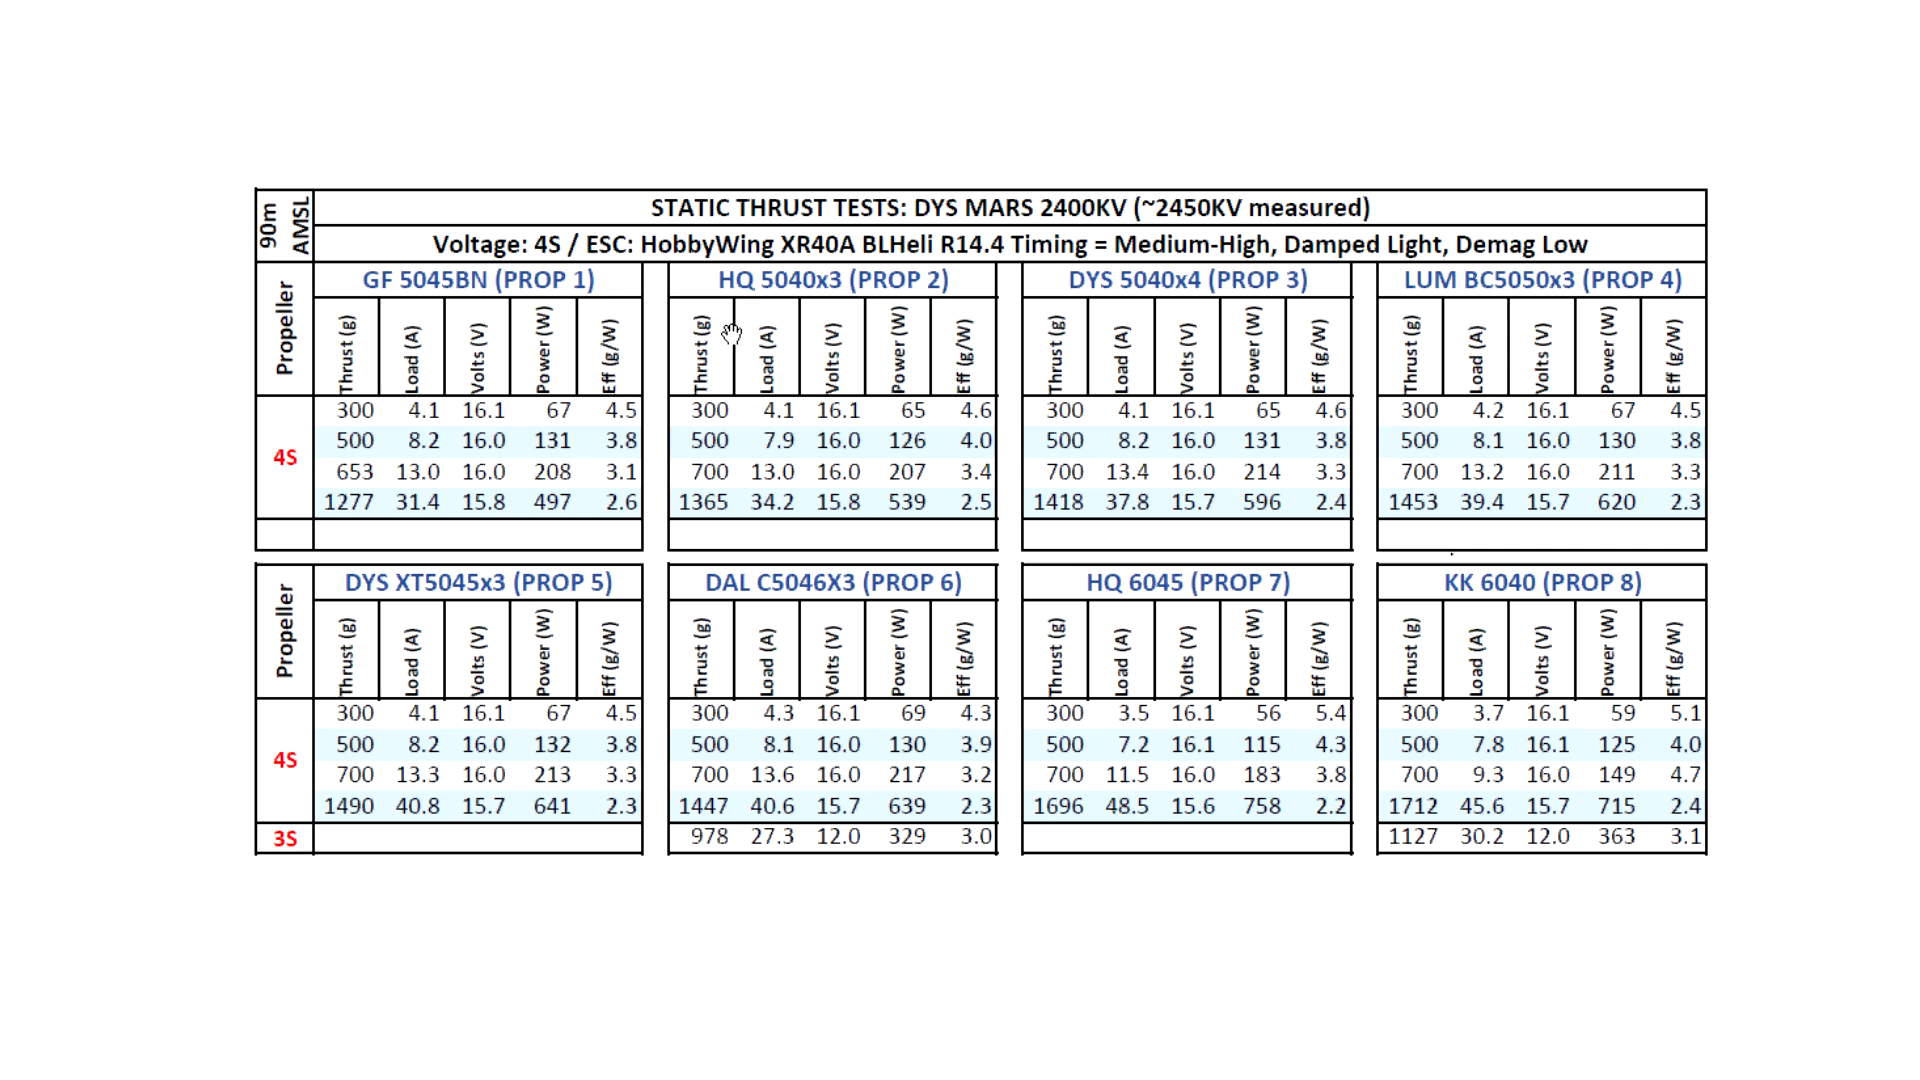 90m AMSL
STATIC THRUST TESTS: DYS MARS 2400KV (~2450KV measured)
Voltage: 4S / ESC: HobbyWing XR40A BLHeli R14.4 Timing = Medium-High, Damped Light, Demag Low
Propeller
GF 5045BN (PROP 1) HQ 5040x3 (PROP 2) DYS 5040x4 (PROP 3) LUM BC5050x3 (PROP 4)
Thrust (g) Load (A) Volts (V) Power (W) Eff (g/W) Thrust (g) Load (A) Volts (V) Power (W) Eff (g/W) Thrust (g) Load (A) Volts (V) Power (W) Eff (g/W) Thrust (g) Load (A) Volts (V) Power (W) Eff (g/W)
4S
300 4.1 16.1 67 4.5 300 4.1 16.1 65 4.6 300 4.1 16.1 65 4.6 300 4.2 16.1 67 4.5
500 8.2 16.0 131 3.8 500 7.9 16.0 126 4.0 500 8.2 16.0 131 3.8 500 8.1 16.0 130 3.8
653 13.0 16.0 208 3.1 700 13.0 16.0 207 3.4 700 13.4 16.0 214 3.3 700 13.2 16.0 211 3.3
1277 31.4 15.8 497 2.6 1365 34.2 15.8 539 2.5 1418 37.8 15.7 596 2.4 1453 39.4 15.7 620 2.3
Propeller
DYS XT5045x3 (PROP 5) DAL C5046X3 (PROP 6) HQ 6045 (PROP 7) KK 6040 (PROP 8)
Thrust (g) Load (A) Volts (V) Power (W) Eff (g/W) Thrust (g) Load (A) Volts (V) Power (W) Eff (g/W) Thrust (g) Load (A) Volts (V) Power (W) Eff (g/W) Thrust (g) Load (A) Volts (V) Power (W) Eff (g/W)
4S
300 4.1 16.1 67 4.5 300 4.3 16.1 69 4.3 300 3.5 16.1 56 5.4 300 3.7 16.1 59 5.1
500 8.2 16.0 132 3.8 500 8.1 16.0 130 3.9 500 7.2 16.1 115 4.3 500 7.8 16.1 125 4.0
700 13.3 16.0 213 3.3 700 13.6 16.0 217 3.2 700 11.5 16.0 183 3.8 700 9.3 16.0 149 4.7
1490 40.8 15.7 641 2.3 1447 40.6 15.7 639 2.3 1696 48.5 15.6 758 2.2 1712 45.6 15.7 715 2.4
3S 978 27.3 12.0 329 3.0 1127 30.2 12.0 363 3.1